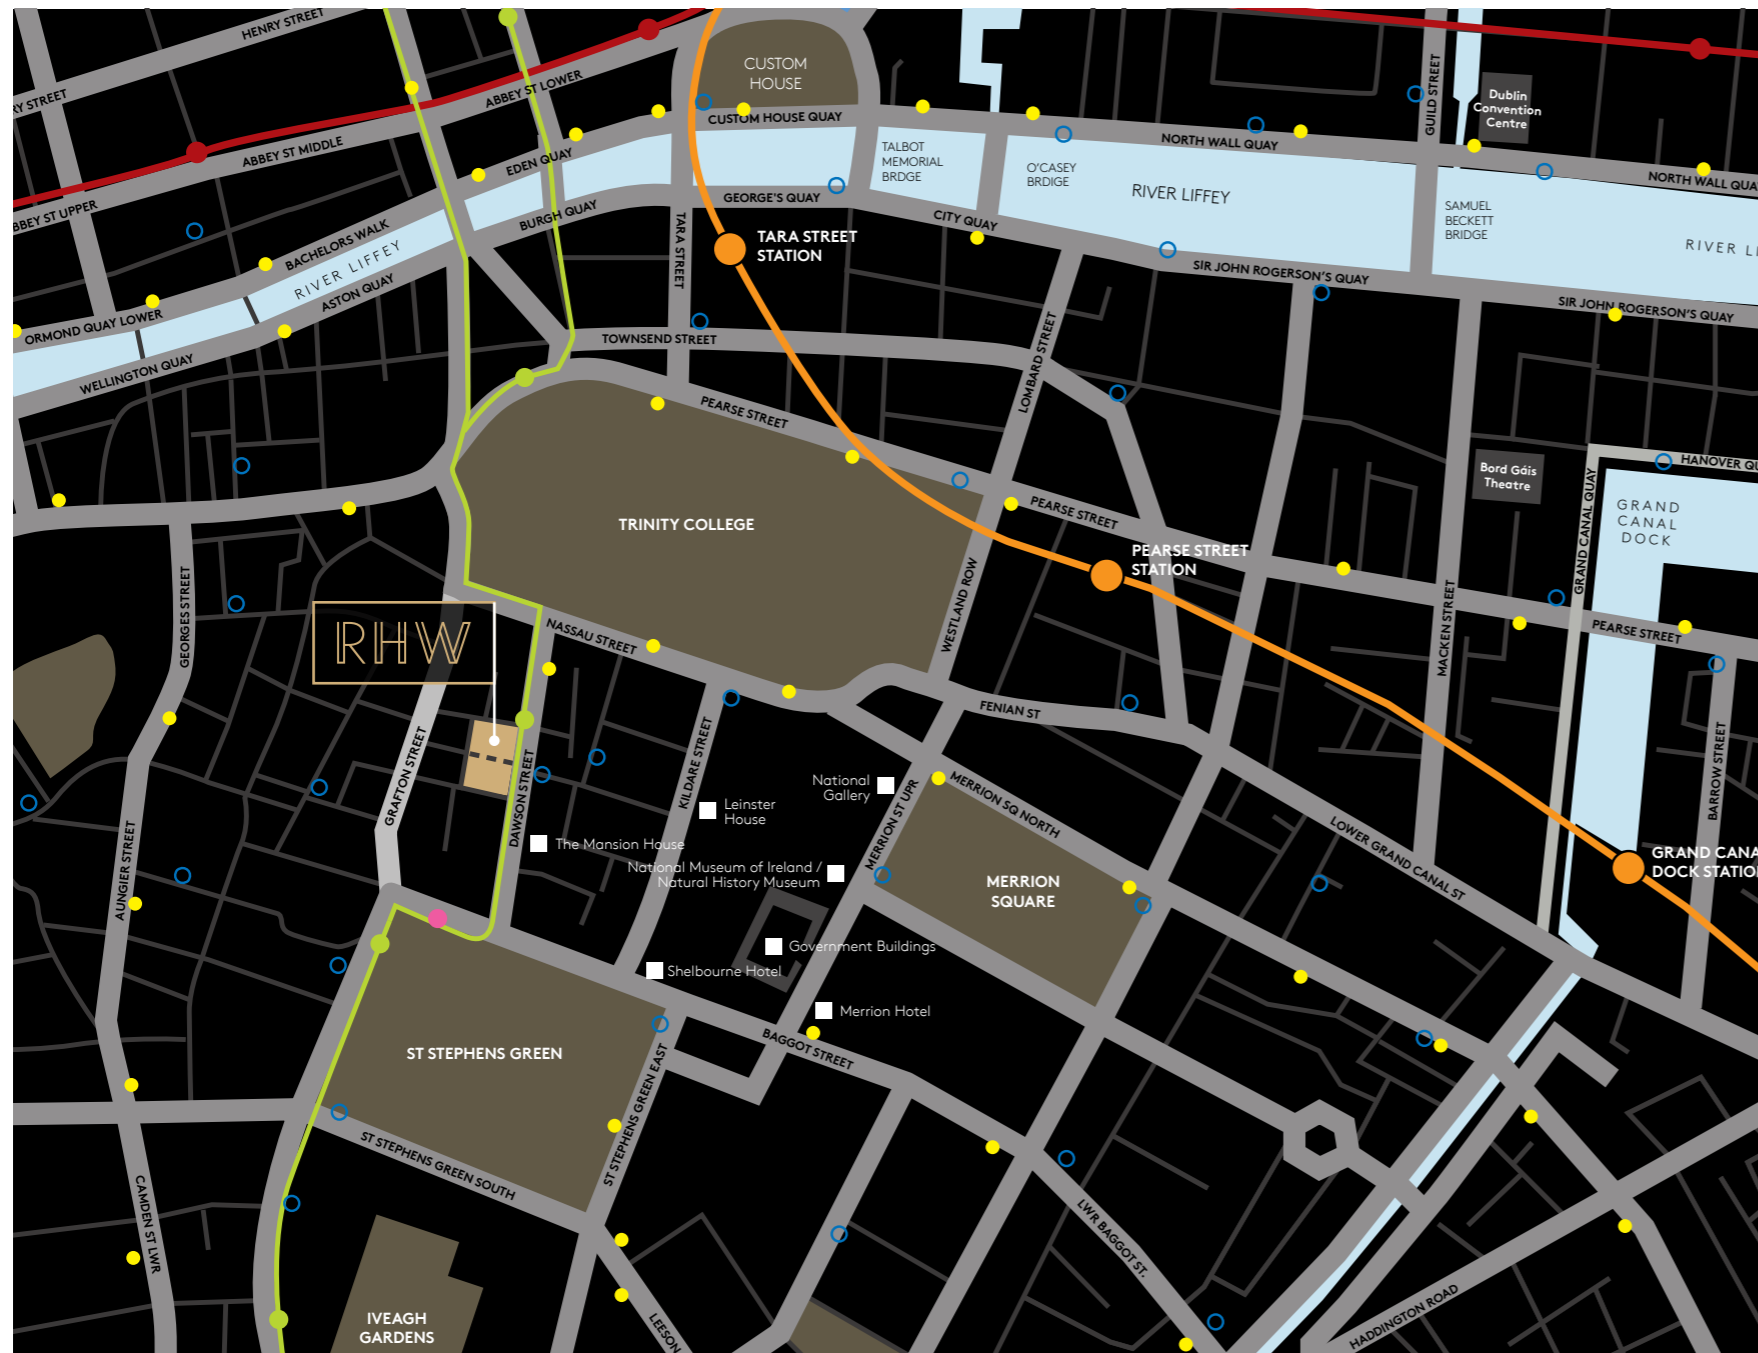 HENRY STREET
RY STREET
ABBEY ST LOWER
ABBEY ST MIDDLE
BBEY ST UPPER
CUSTOM
HOUSE
CUSTOM HOUSE QUAY
EDEN QUAY
BURGH QUAY
GEORGE'S QUAY
TALBOT
MEMORIAL
BRDGE
O'CASEY
BRDIGE
NORTH WALL QUAY
GUILD STREET
Dublin
Convention
Centre
NORTH WALL QUA
RIVER LIFFEY
SAMUEL
BECKETT
BRIDGE
RIVER LI
BACHELORS WALK
RIVER LIFFEY
ASTON QUAY
ORMOND QUAY LOWER
WELLINGTON QUAY
TARA STREET
TARA STREET
STATION
CITY QUAY
SIR JOHN ROGERSON'S QUAY
SIR JOHN ROGERSON'S QUAY
TOWNSEND STREET
LOMBARD STREET
PEARSE STREET
TRINITY COLLEGE
PEARSE STREET
PEARSE STREET
STATION
WESTLAND ROW
Bord Gáis
Theatre
HANOVER QU
GRAND CANAL QUAY
GRAND
CANAL
DOCK
MACKEN STREET
PEARSE STREET
BARROW STREET
GEORGES STREET
RHW
NASSAU STREET
GRAFTON STREET
DAWSON STREET
KILDARE STREET
FENIAN ST
National
Gallery
Leinster
House
The Mansion House
National Museum of Ireland /
Natural History Museum
MERRION ST UPR
MERRION SQ NORTH
MERRION
SQUARE
LOWER GRAND CANAL ST
GRAND CANA
DOCK STATIO
AUNGIER STREET
Government Buildings
Shelbourne Hotel
Merrion Hotel
BAGGOT STREET
ST STEPHENS GREEN
ST STEPHENS GREEN EAST
ST STEPHENS GREEN SOUTH
CAMDEN ST LWR
IVEAGH
GARDENS
LEESON
LWR BAGGOT ST.
HADDINGTON ROAD